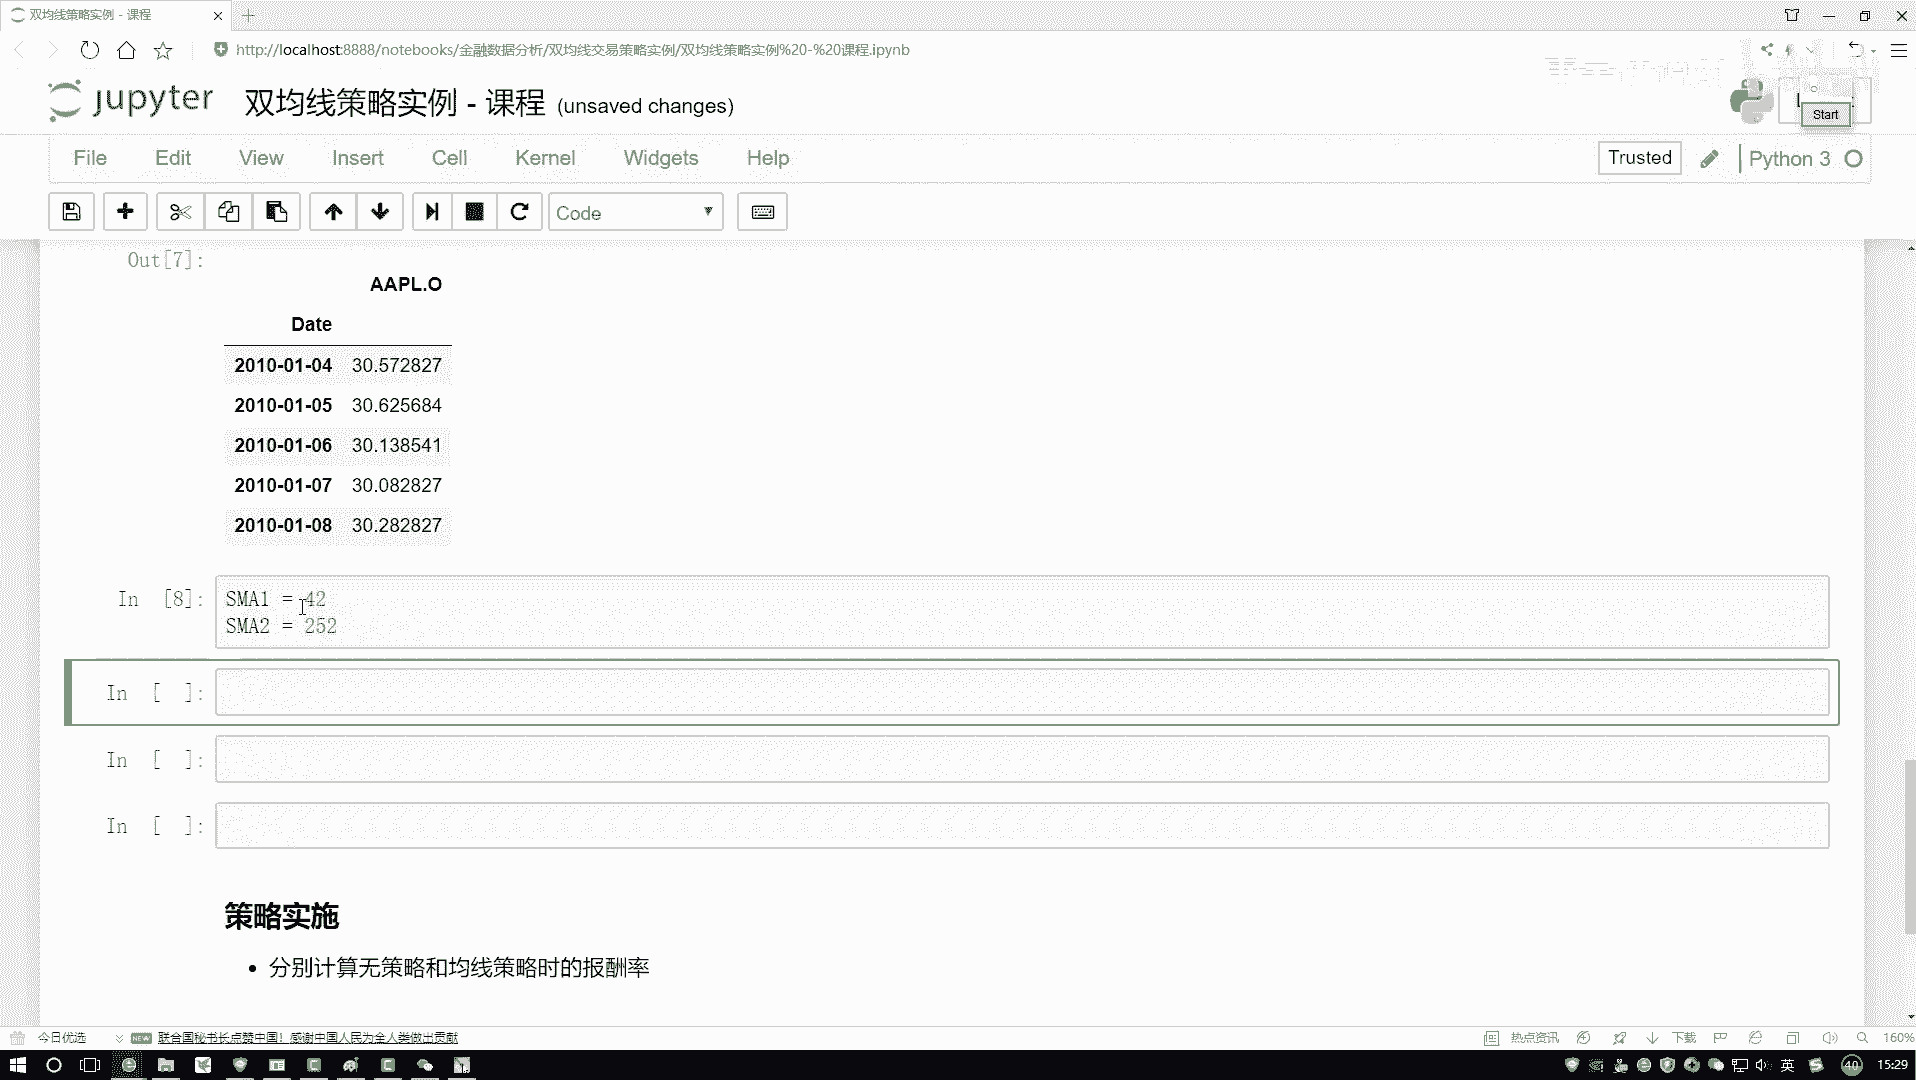 双均线策略实例 - 课程
http://localhost:8888/notebooks/金融数据分析/双均线交易策略实例/双均线策略实例%20-%20课程.ipynb
jupyter 双均线策略实例 - 课程 (unsaved changes)
Start
File Edit View Insert Cell Kernel Widgets Help
Trusted Python 3
Code
Out[7]:
AAPL.O
Date
2010-01-04 30.572827
2010-01-05 30.625684
2010-01-06 30.138541
2010-01-07 30.082827
2010-01-08 30.282827
In [8]: SMA1 = 42
SMA2 = 252
In [ ]:
In [ ]:
In [ ]:
策略实施
分别计算无策略和均线策略时的报酬率
今日优选 NEW 联合国秘书长点赞中国！感谢中国人民为全人类做出贡献 热点资讯 下载 160%
英 40 15:29